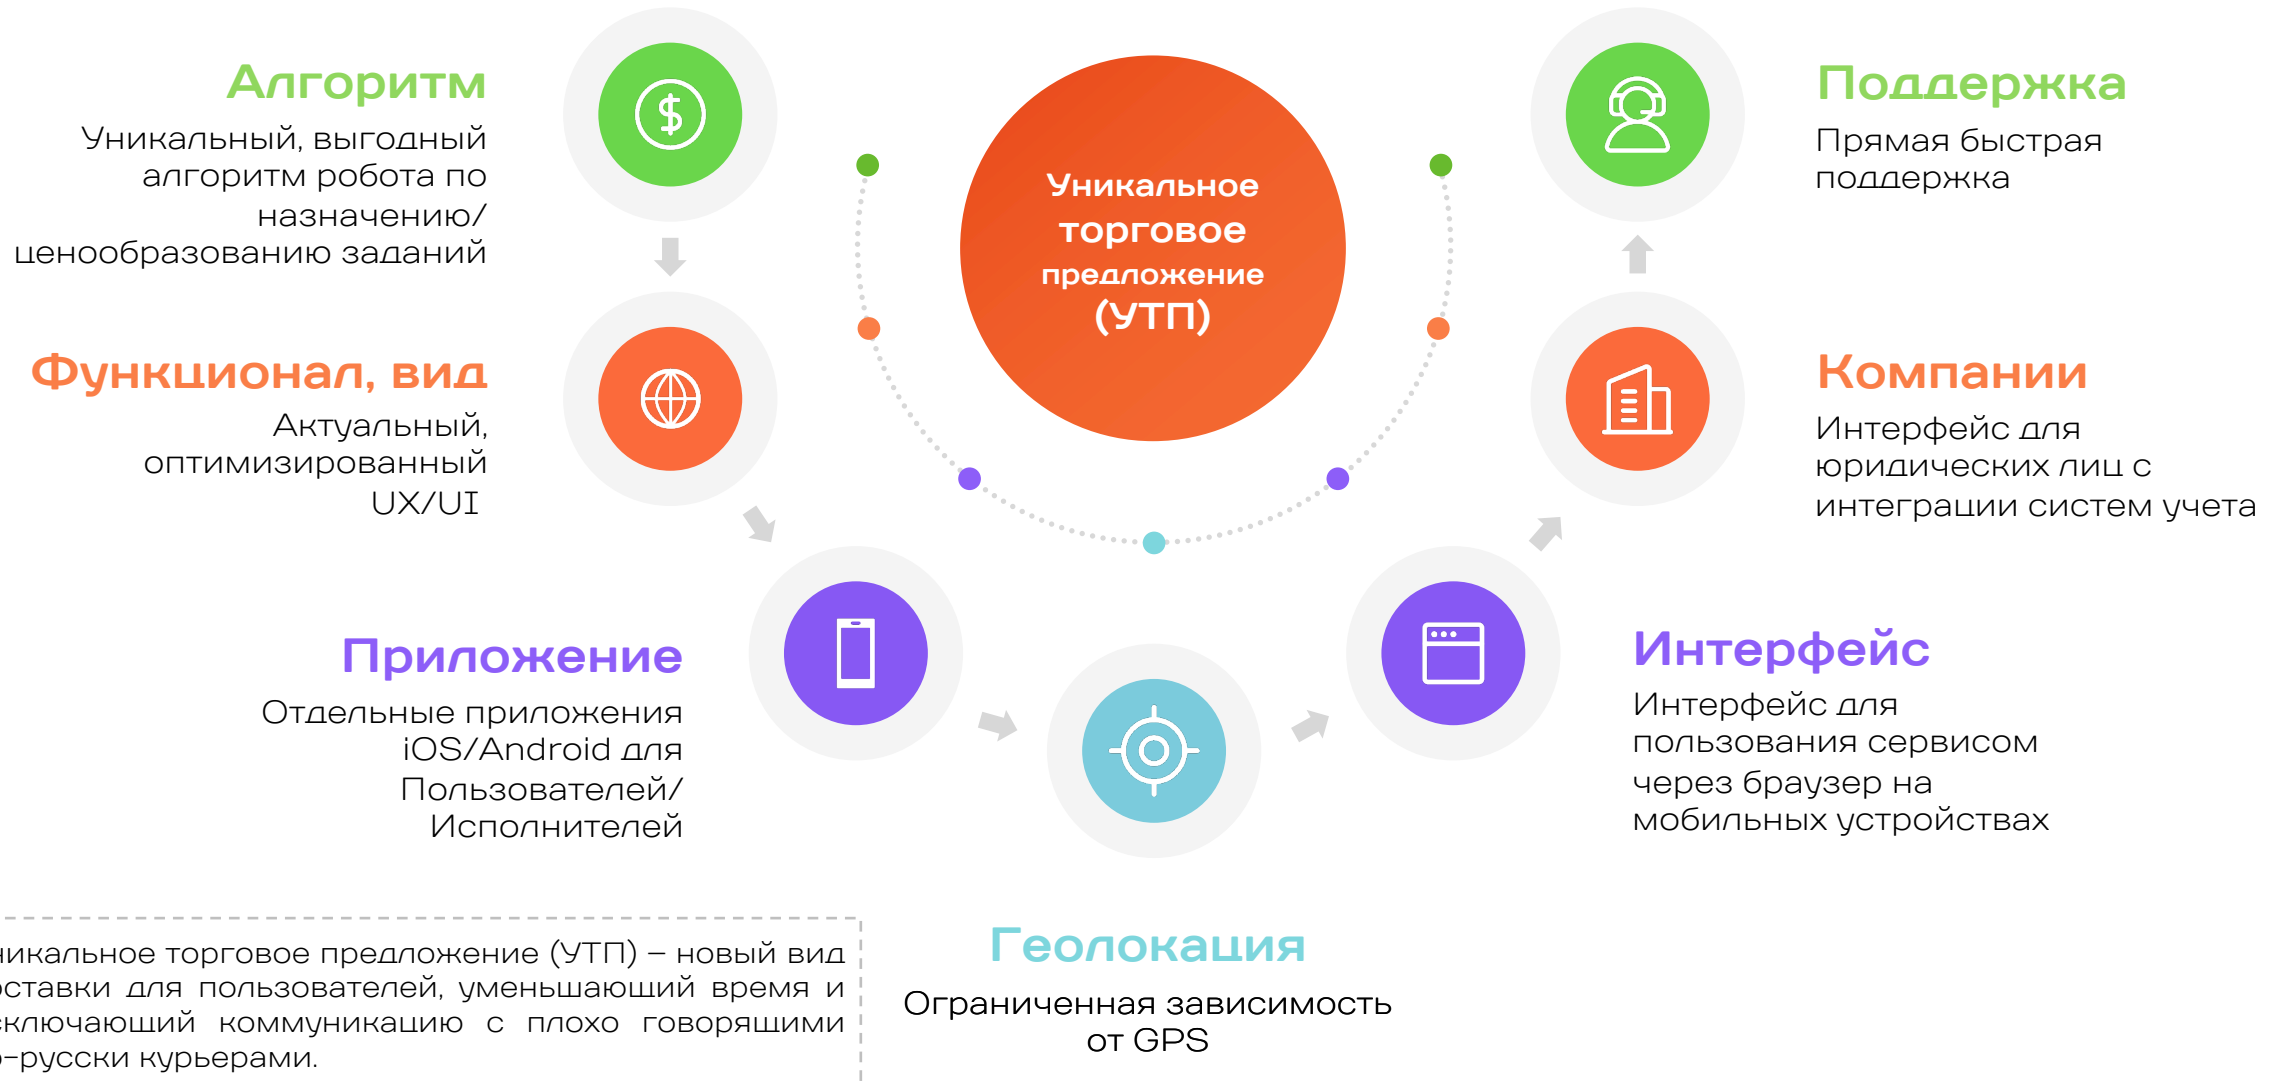 Алгоритм
Уникальный, выгодный
алгоритм робота по
назначению/
ценообразованию заданий
Функционал, вид
Актуальный,
оптимизированный
UX/UI
Приложение
Отдельные приложения
iOS/Android для
Пользователей/
Исполнителей
Уникальное
торговое
предложение
(УТП)
Геолокация
Ограниченная зависимость
от GPS
Интерфейс
Интерфейс для
пользования сервисом
через браузер на
мобильных устройствах
Компании
Интерфейс для
юридических лиц с
интеграции систем учета
Поддержка
Прямая быстрая
поддержка
никальное торговое предложение (УТП) – новый вид
оставки для пользователей, уменьшающий время и
сключающий коммуникацию с плохо говорящими
о-русски курьерами.